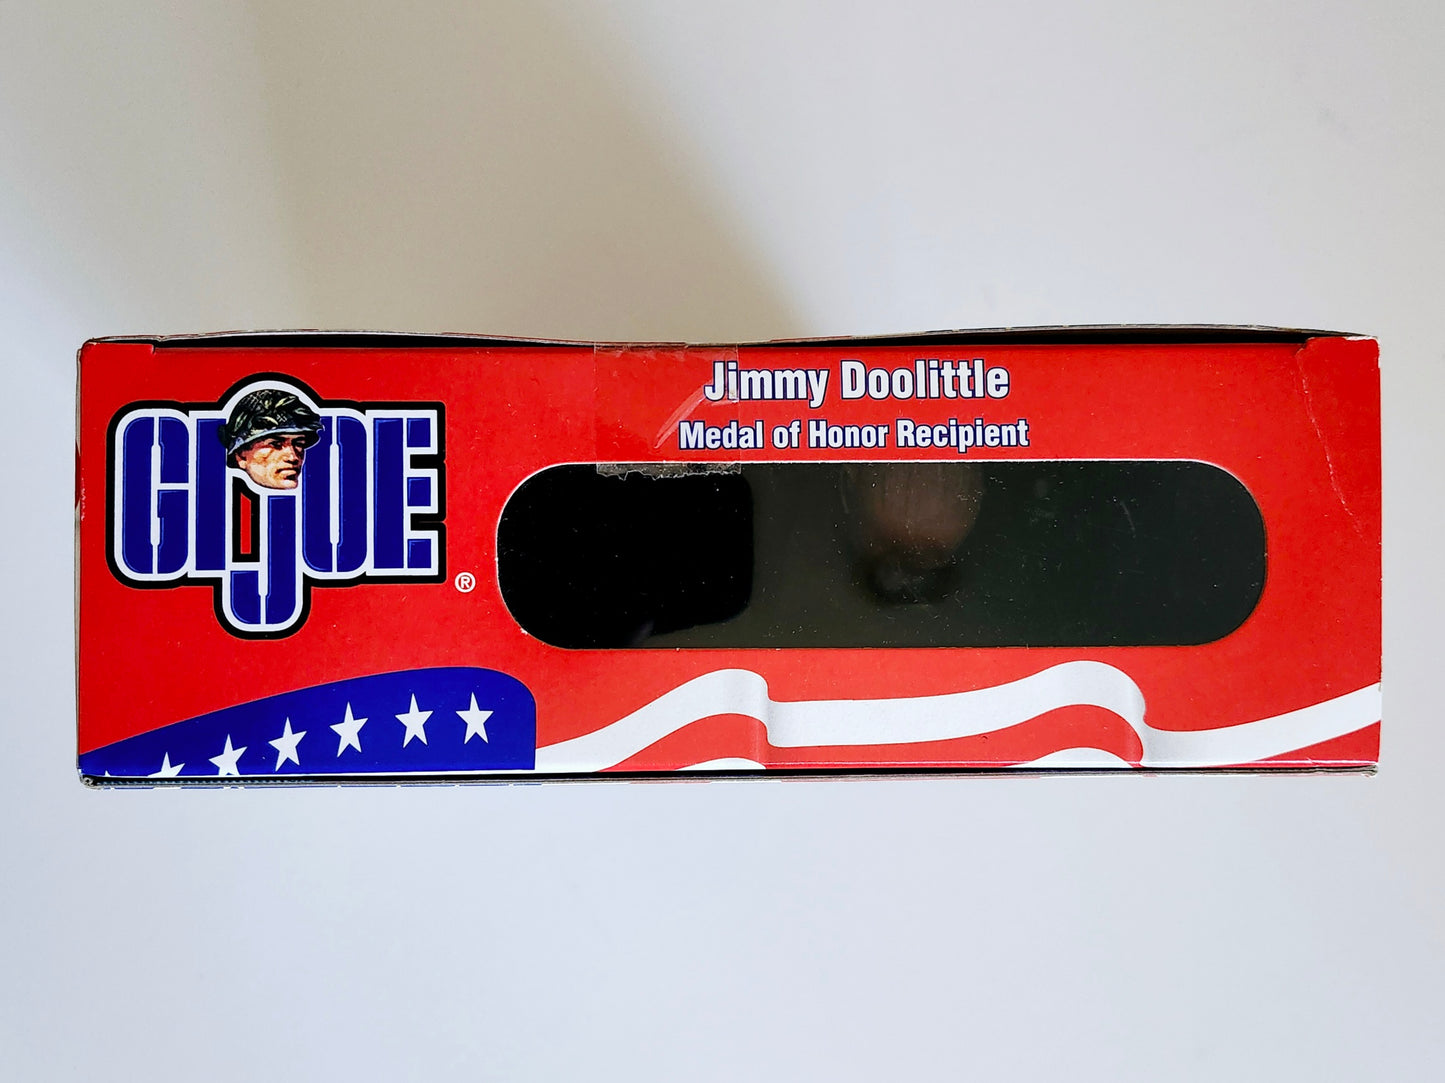 GI JOE
®
Jimmy Doolittle
Medal of Honor Recipient